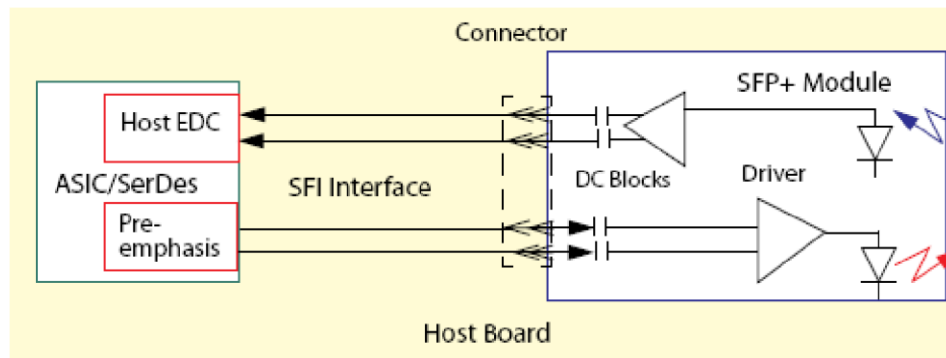 Connector
SFP+ Module
Host EDC
ASIC/SerDes
SFI Interface
DC Blocks
Driver
Pre-
emphasis
Host Board